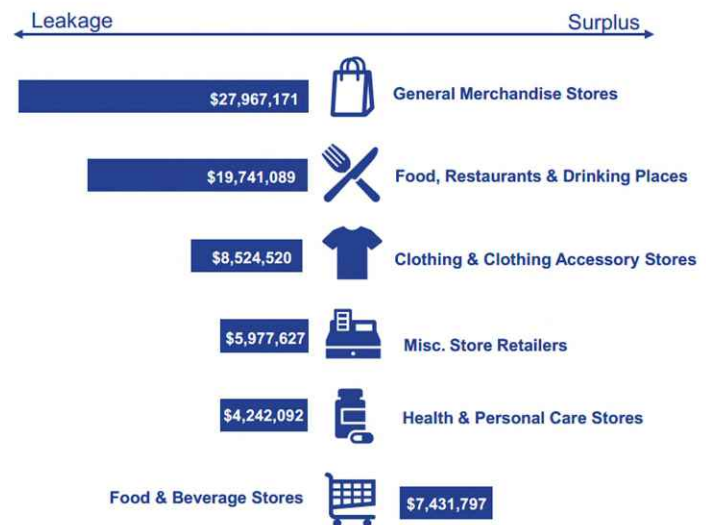 Leakage
Surplus
$27,967,171
General Merchandise Stores
$19,741,089
Food, Restaurants & Drinking Places
$8,524,520
Clothing & Clothing Accessory Stores
$5,977,627
Misc. Store Retailers
$4,242,092
Health & Personal Care Stores
Food & Beverage Stores
$7,431,797